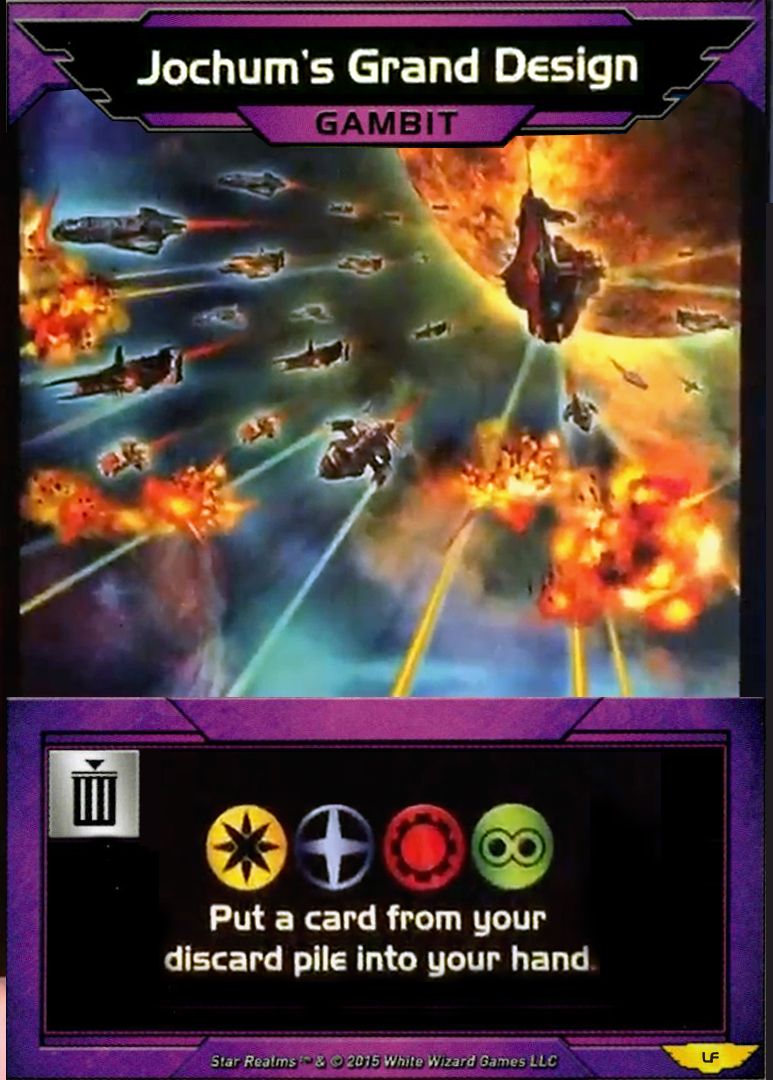 Jochum's Grand Design
GAMBIT
Put a card from your
discard pile into your hand.
Star Realms™ & © 2015 White Wizard Games LLC
LF